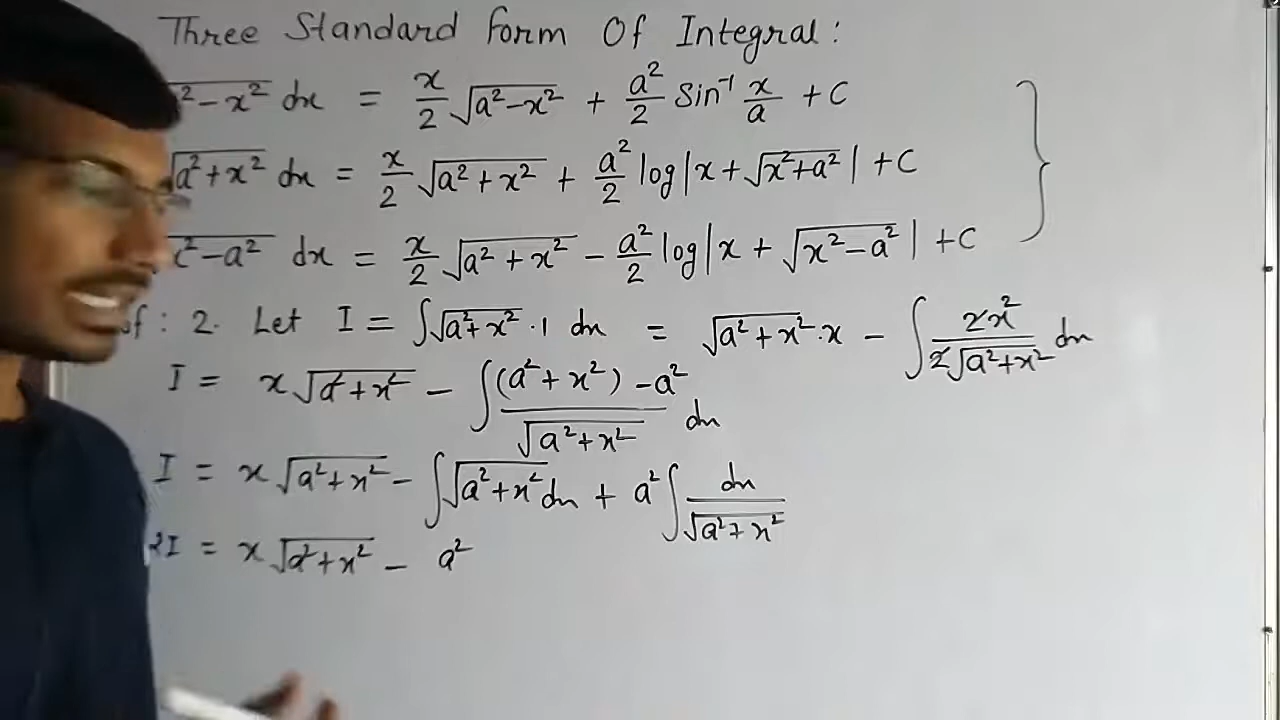 Three Standard form Of Integral :
²-x² dx = x/2 √a²-x² + a²/2 Sin⁻¹ x/a + C
√a²+x² dx = x/2 √a²+x² + a²/2 log|x + √x²+a²| + C
x²-a² dx = x/2 √a²+x² - a²/2 log|x + √x²-a²| + C
f : 2. Let I = ∫√a²+x² · 1 dx = √a²+x² · x - ∫ 2x²/2√a²+x² dx
I = x√a²+x² - ∫ (a²+x²)-a²/√a²+x² dx
I = x√a²+x² - ∫√a²+x² dx + a² ∫ dx/√a²+x²
2I = x√a²+x² - a²